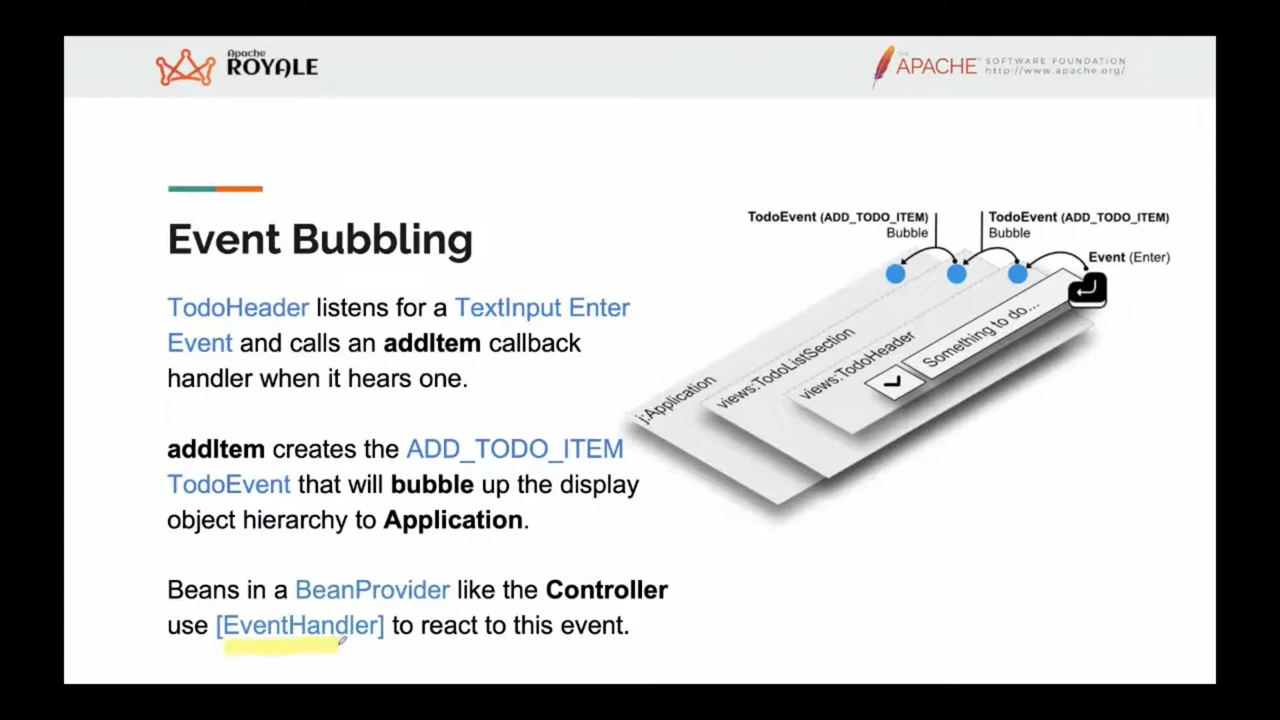 Apache
ROYALE
THE
APACHE
SOFTWARE FOUNDATION
http://www.apache.org/
Event Bubbling
TodoHeader listens for a TextInput Enter
Event and calls an addItem callback
handler when it hears one.
addItem creates the ADD_TODO_ITEM
TodoEvent that will bubble up the display
object hierarchy to Application.
Beans in a BeanProvider like the Controller
use [EventHandler] to react to this event.
TodoEvent (ADD_TODO_ITEM)
Bubble
TodoEvent (ADD_TODO_ITEM)
Bubble
Event (Enter)
j:Application
views:TodoListSection
views:TodoHeader
Something to do...